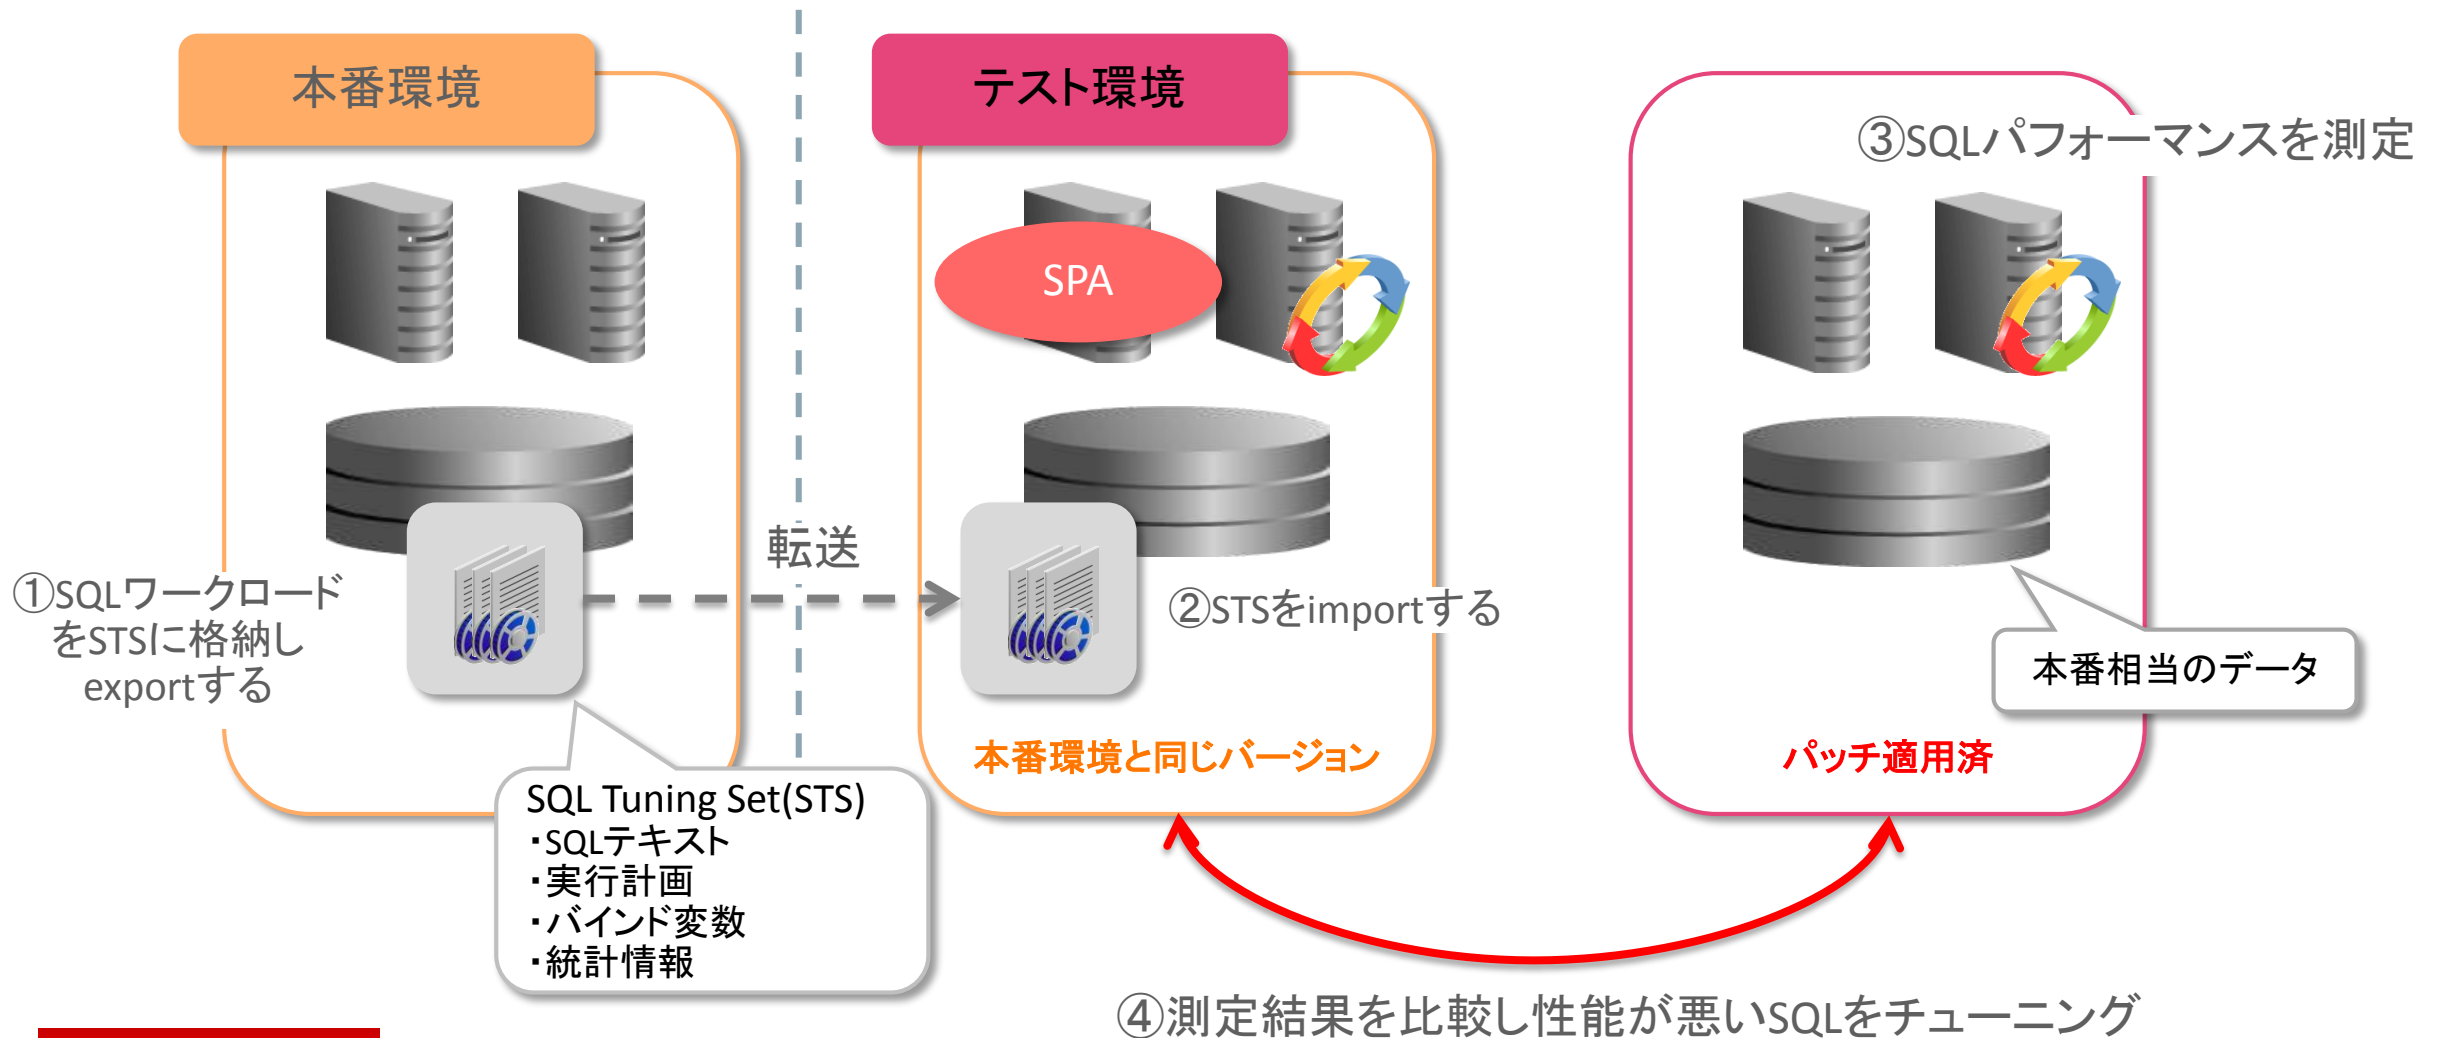 本番環境
テスト環境
③SQLパフォーマンスを測定
SPA
転送
①SQLワークロード
をSTSに格納し
exportする
②STSをimportする
本番相当のデータ
本番環境と同じバージョン
パッチ適用済
SQL Tuning Set(STS)
・SQLテキスト
・実行計画
・バインド変数
・統計情報
④測定結果を比較し性能が悪いSQLをチューニング